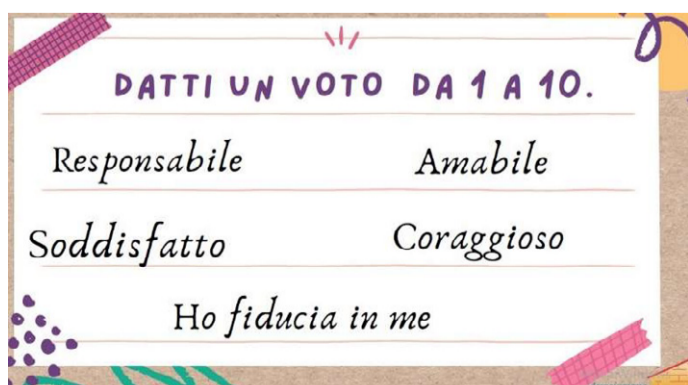 DATTI UN VOTO DA 1 A 10.
Responsabile Amabile
Soddisfatto Coraggioso
Ho fiducia in me